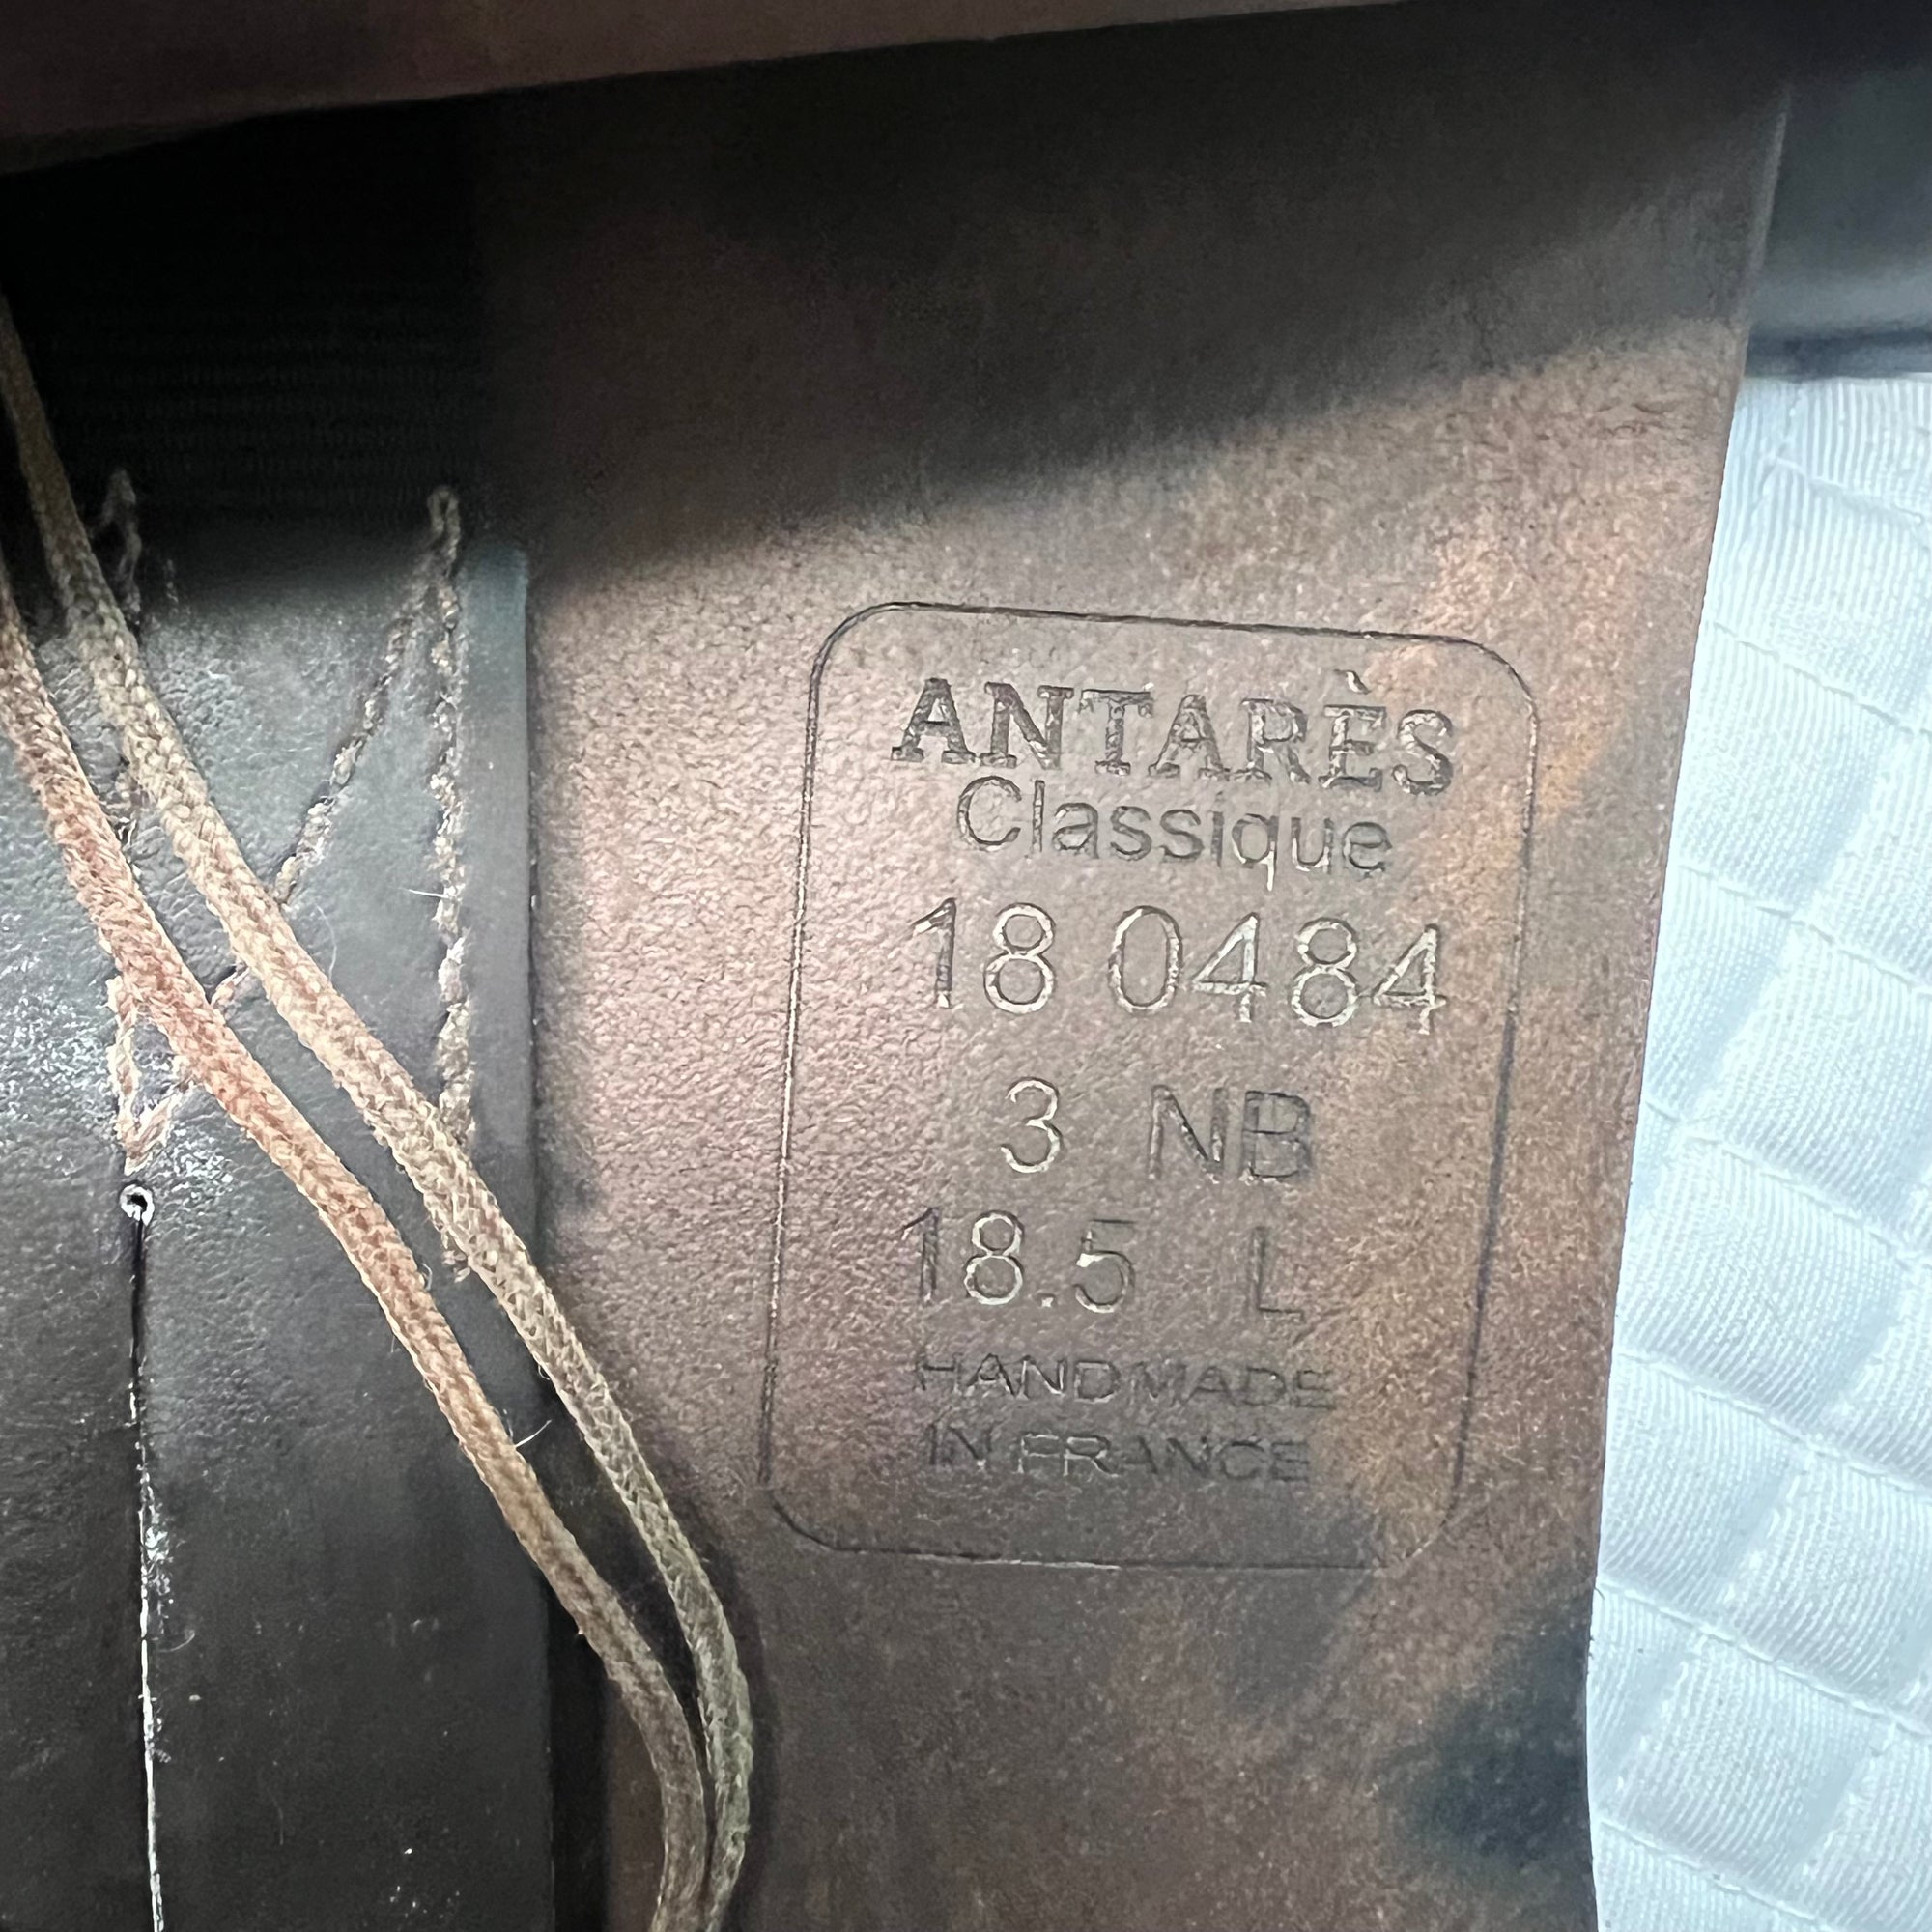 ANTARÈS
Classique
18 0484
3 NB
18.5 L
HANDMADE
IN FRANCE